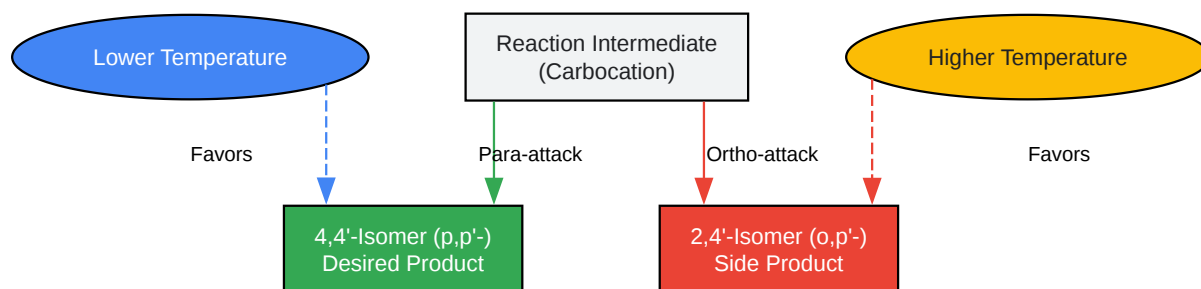 Lower Temperature
Reaction Intermediate
(Carbocation)
Higher Temperature
Favors
Para-attack
Ortho-attack
Favors
4,4'-Isomer (p,p'-)
Desired Product
2,4'-Isomer (o,p'-)
Side Product